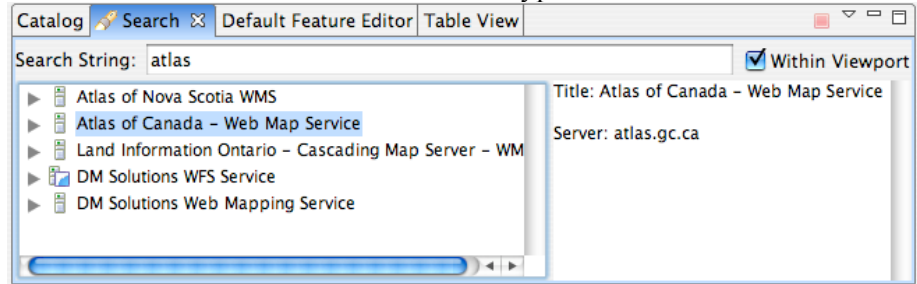 Catalog Search Default Feature Editor Table View
Search String: atlas Within Viewport
Atlas of Nova Scotia WMS
Atlas of Canada – Web Map Service
Land Information Ontario – Cascading Map Server – WM
DM Solutions WFS Service
DM Solutions Web Mapping Service
Title: Atlas of Canada – Web Map Service
Server: atlas.gc.ca